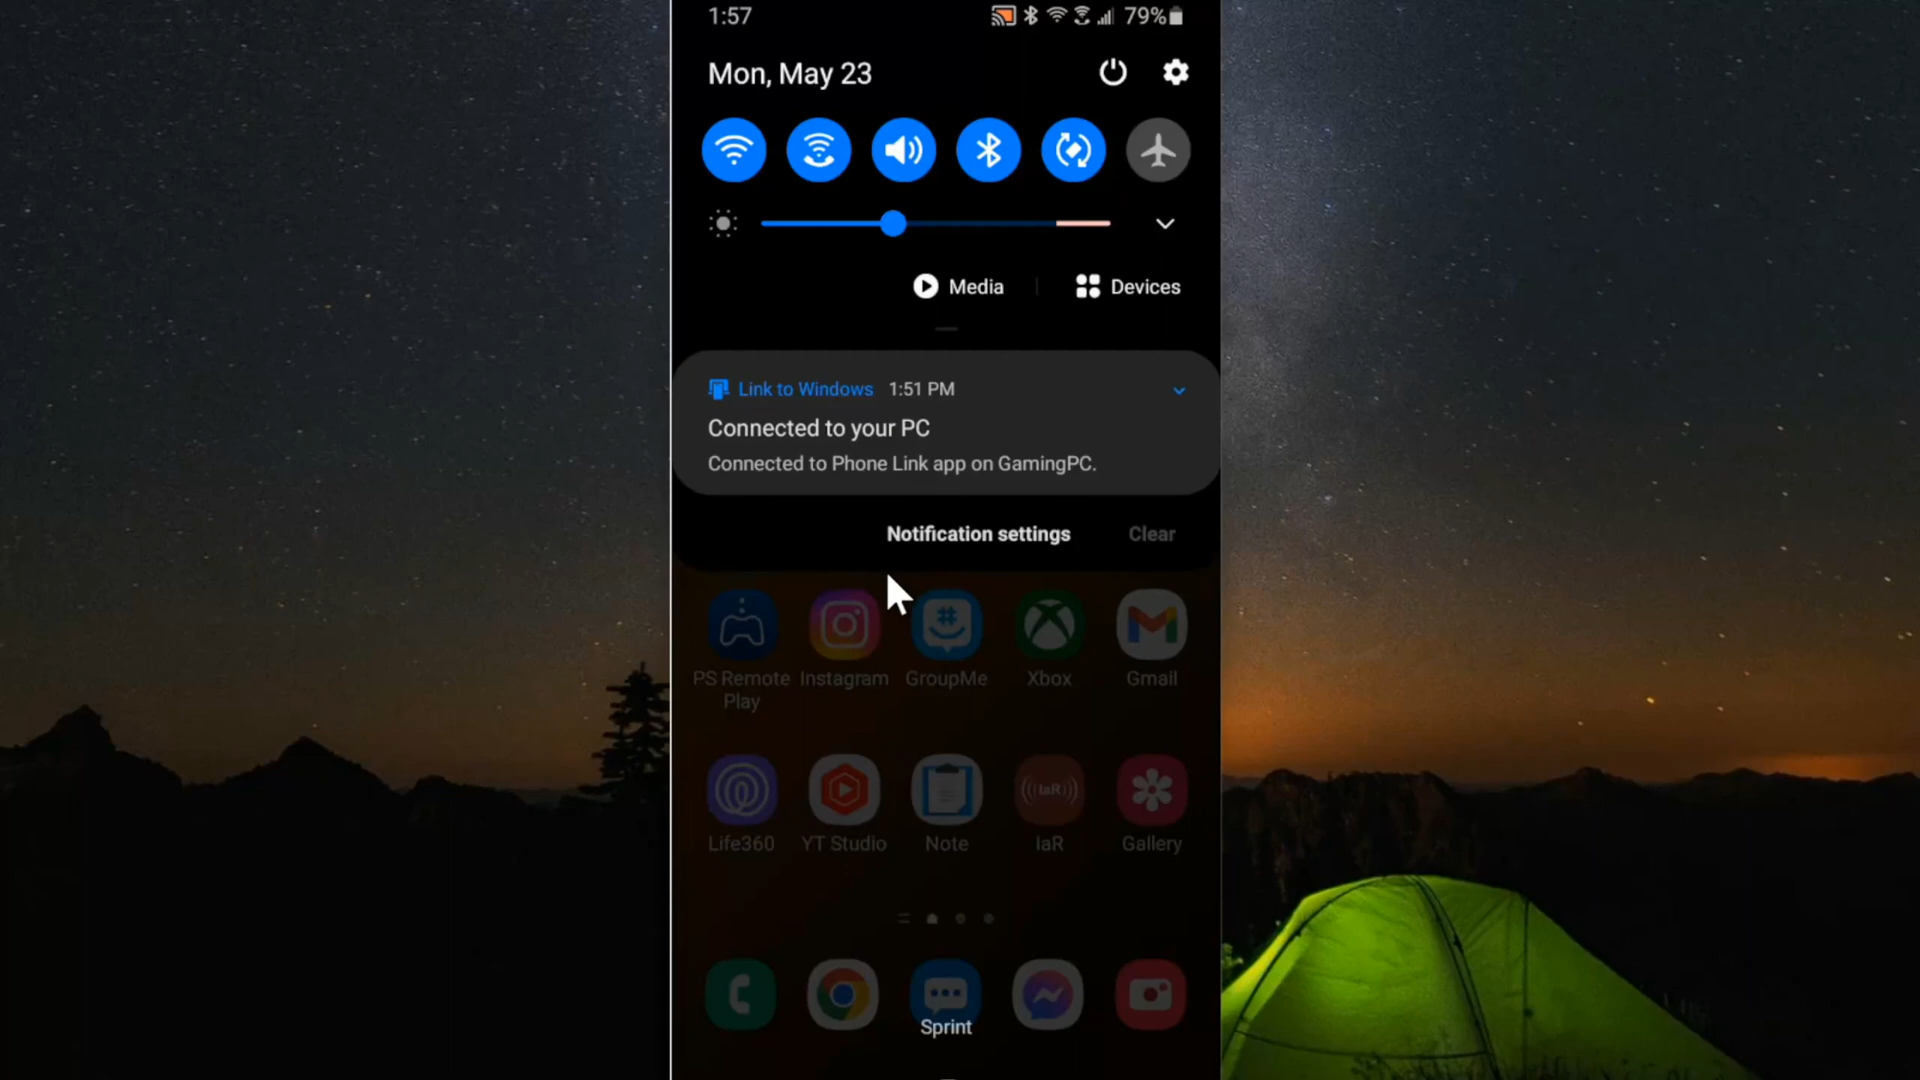 1:57
79%
Mon, May 23
Media
Devices
Link to Windows 1:51 PM
Connected to your PC
Connected to Phone Link app on GamingPC.
Notification settings
Clear
PS Remote Play
Instagram
GroupMe
Xbox
Gmail
Life360
YT Studio
Note
IaR
IaR
Gallery
Sprint